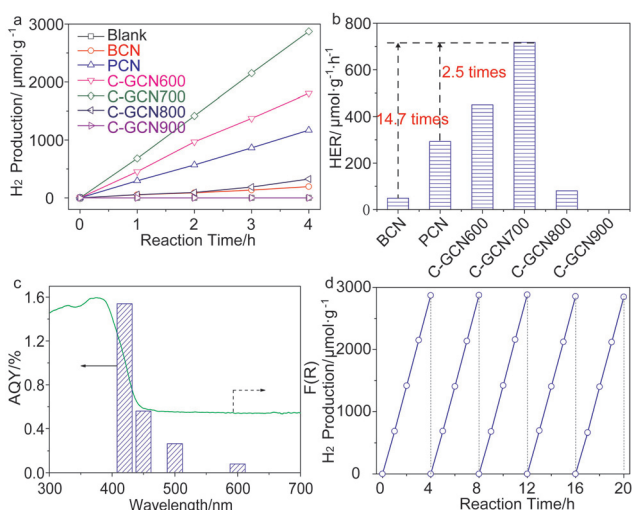 a
H₂ Production/ μmol·g⁻¹
3000
2000
1000
0
Blank
BCN
PCN
C-GCN600
C-GCN700
C-GCN800
C-GCN900
0 1 2 3 4
Reaction Time/h
b
HER/ μmol·g⁻¹·h⁻¹
800
600
400
200
0
2.5 times
14.7 times
BCN
PCN
C-GCN600
C-GCN700
C-GCN800
C-GCN900
c
AQY/%
1.6
1.2
0.8
0.4
0.0
F(R)
300 400 500 600 700
Wavelength/nm
d
H₂ Production/μmol·g⁻¹
3000
2000
1000
0
0 4 8 12 16 20
Reaction Time/h